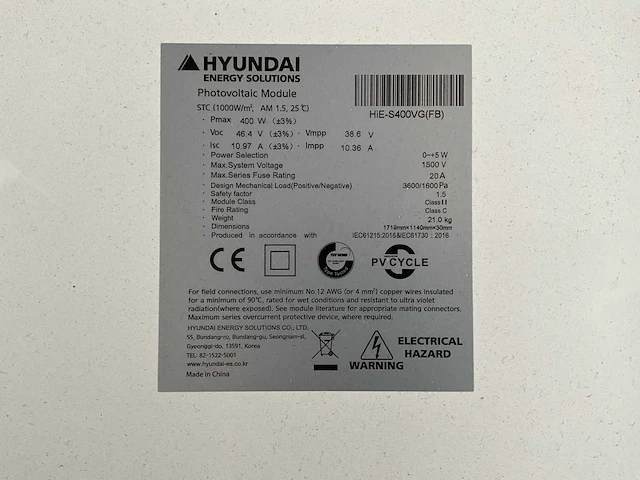 HYUNDAI
ENERGY SOLUTIONS
Photovoltaic Module
HiE-S400VG(FB)
STC (1000W/m², AM 1.5, 25℃)
· Pmax 400 W (±3%)
· Voc 46.4 V (±3%) · Vmpp 38.6 V
· Isc 10.97 A (±3%) · Impp 10.36 A
· Power Selection 0~+5 W
· Max.System Voltage 1500 V
· Max.Series Fuse Rating 20 A
· Design Mechanical Load(Positive/Negative) 3600/1600 Pa
· Safety factor 1.5
· Module Class Class II
· Fire Rating Class C
· Weight 21.0 kg
· Dimensions 1719mm×1140mm×30mm
· Produced in accordance with IEC61215:2016&IEC61730 : 2016
CE
Type Tested
PV CYCLE
For field connections, use minimum No.12 AWG (or 4 mm²) copper wires insulated
for a minimum of 90℃, rated for wet conditions and resistant to ultra violet
radiation(where exposed). See module literature for appropriate mating connectors.
Maximum series overcurrent protective device, where required.
HYUNDAI ENERGY SOLUTIONS CO., LTD.
55, Bundang-ro, Bundang-gu, Seongnam-si,
Gyeonggi-do, 13591, Korea
TEL: 82-1522-5001
www.hyundai-es.co.kr
Made in China
WARNING
ELECTRICAL
HAZARD